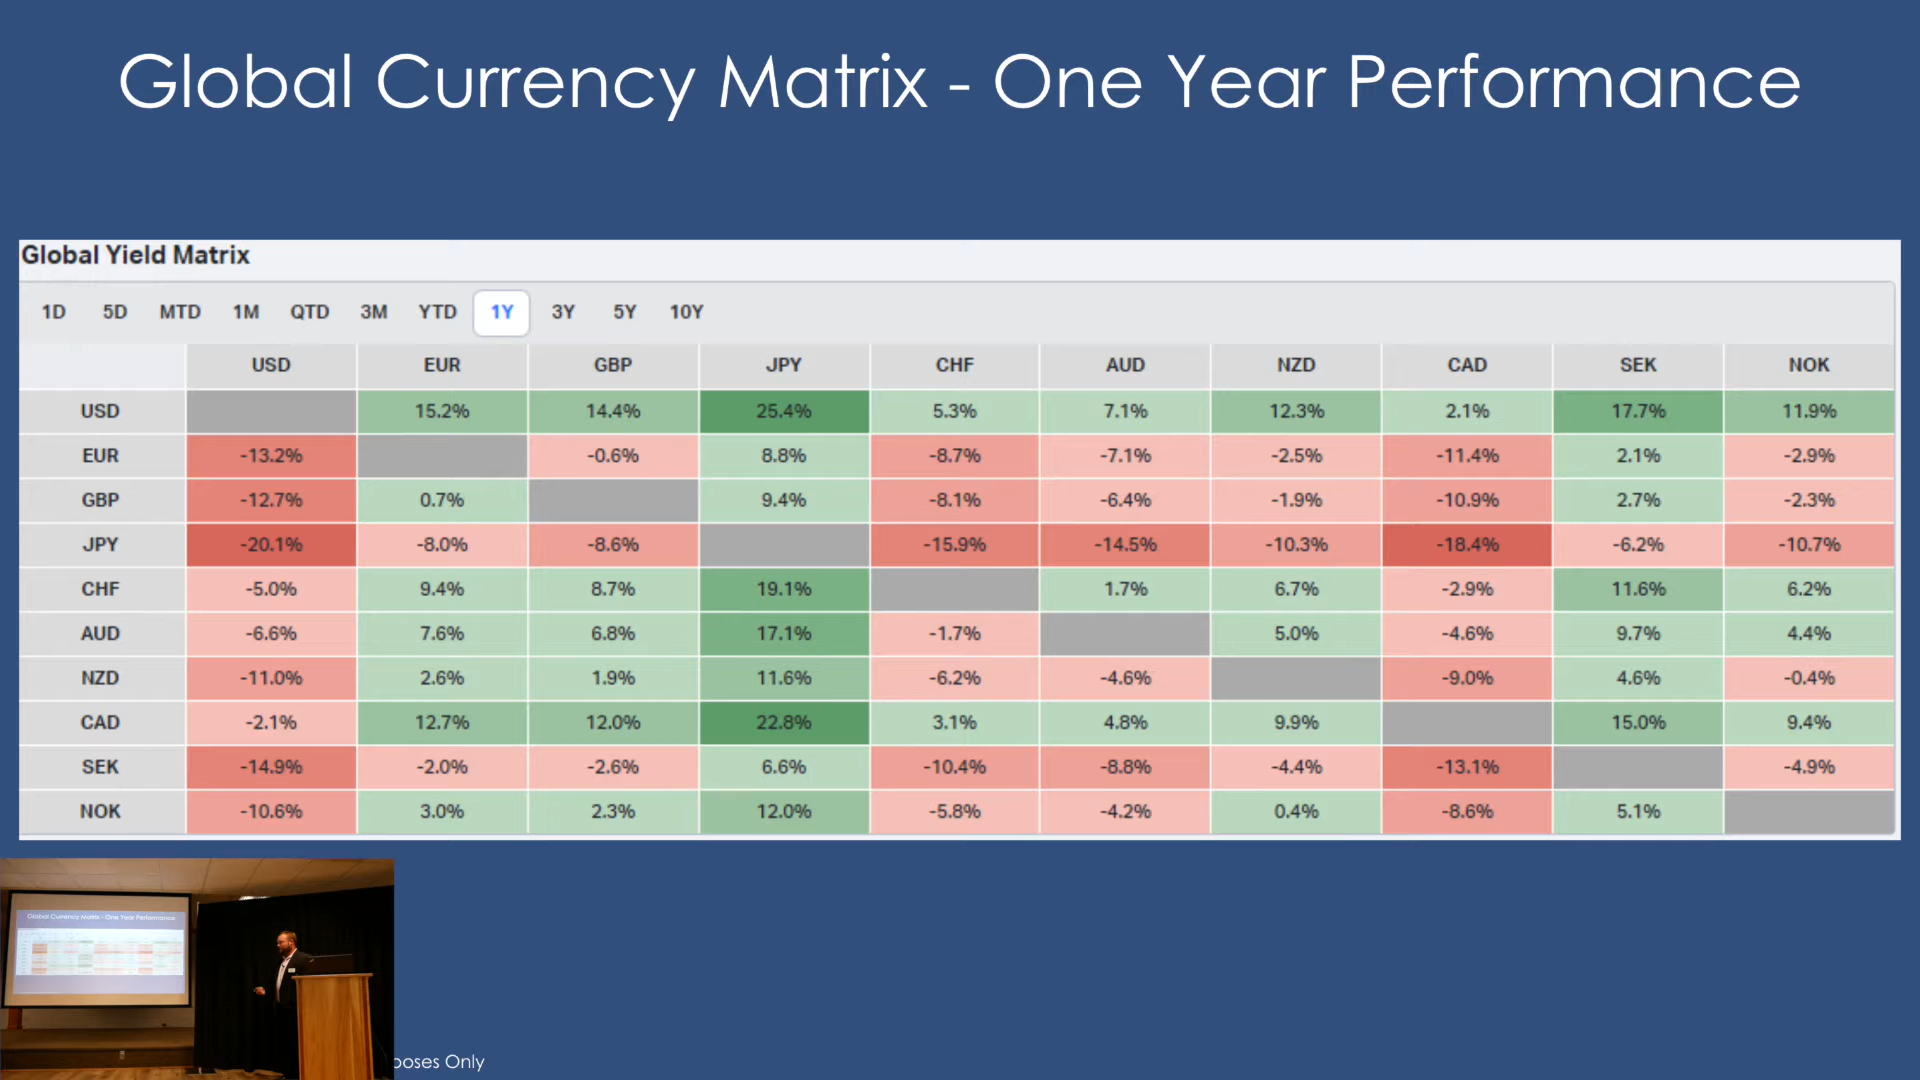 Global Currency Matrix - One Year Performance
Global Yield Matrix
1D 5D MTD 1M QTD 3M YTD 1Y 3Y 5Y 10Y
USD EUR GBP JPY CHF AUD NZD CAD SEK NOK
USD 15.2% 14.4% 25.4% 5.3% 7.1% 12.3% 2.1% 17.7% 11.9%
EUR -13.2% -0.6% 8.8% -8.7% -7.1% -2.5% -11.4% 2.1% -2.9%
GBP -12.7% 0.7% 9.4% -8.1% -6.4% -1.9% -10.9% 2.7% -2.3%
JPY -20.1% -8.0% -8.6% -15.9% -14.5% -10.3% -18.4% -6.2% -10.7%
CHF -5.0% 9.4% 8.7% 19.1% 1.7% 6.7% -2.9% 11.6% 6.2%
AUD -6.6% 7.6% 6.8% 17.1% -1.7% 5.0% -4.6% 9.7% 4.4%
NZD -11.0% 2.6% 1.9% 11.6% -6.2% -4.6% -9.0% 4.6% -0.4%
CAD -2.1% 12.7% 12.0% 22.8% 3.1% 4.8% 9.9% 15.0% 9.4%
SEK -14.9% -2.0% -2.6% 6.6% -10.4% -8.8% -4.4% -13.1% -4.9%
NOK -10.6% 3.0% 2.3% 12.0% -5.8% -4.2% 0.4% -8.6% 5.1%
Global Currency Matrix - One Year Performance
poses Only